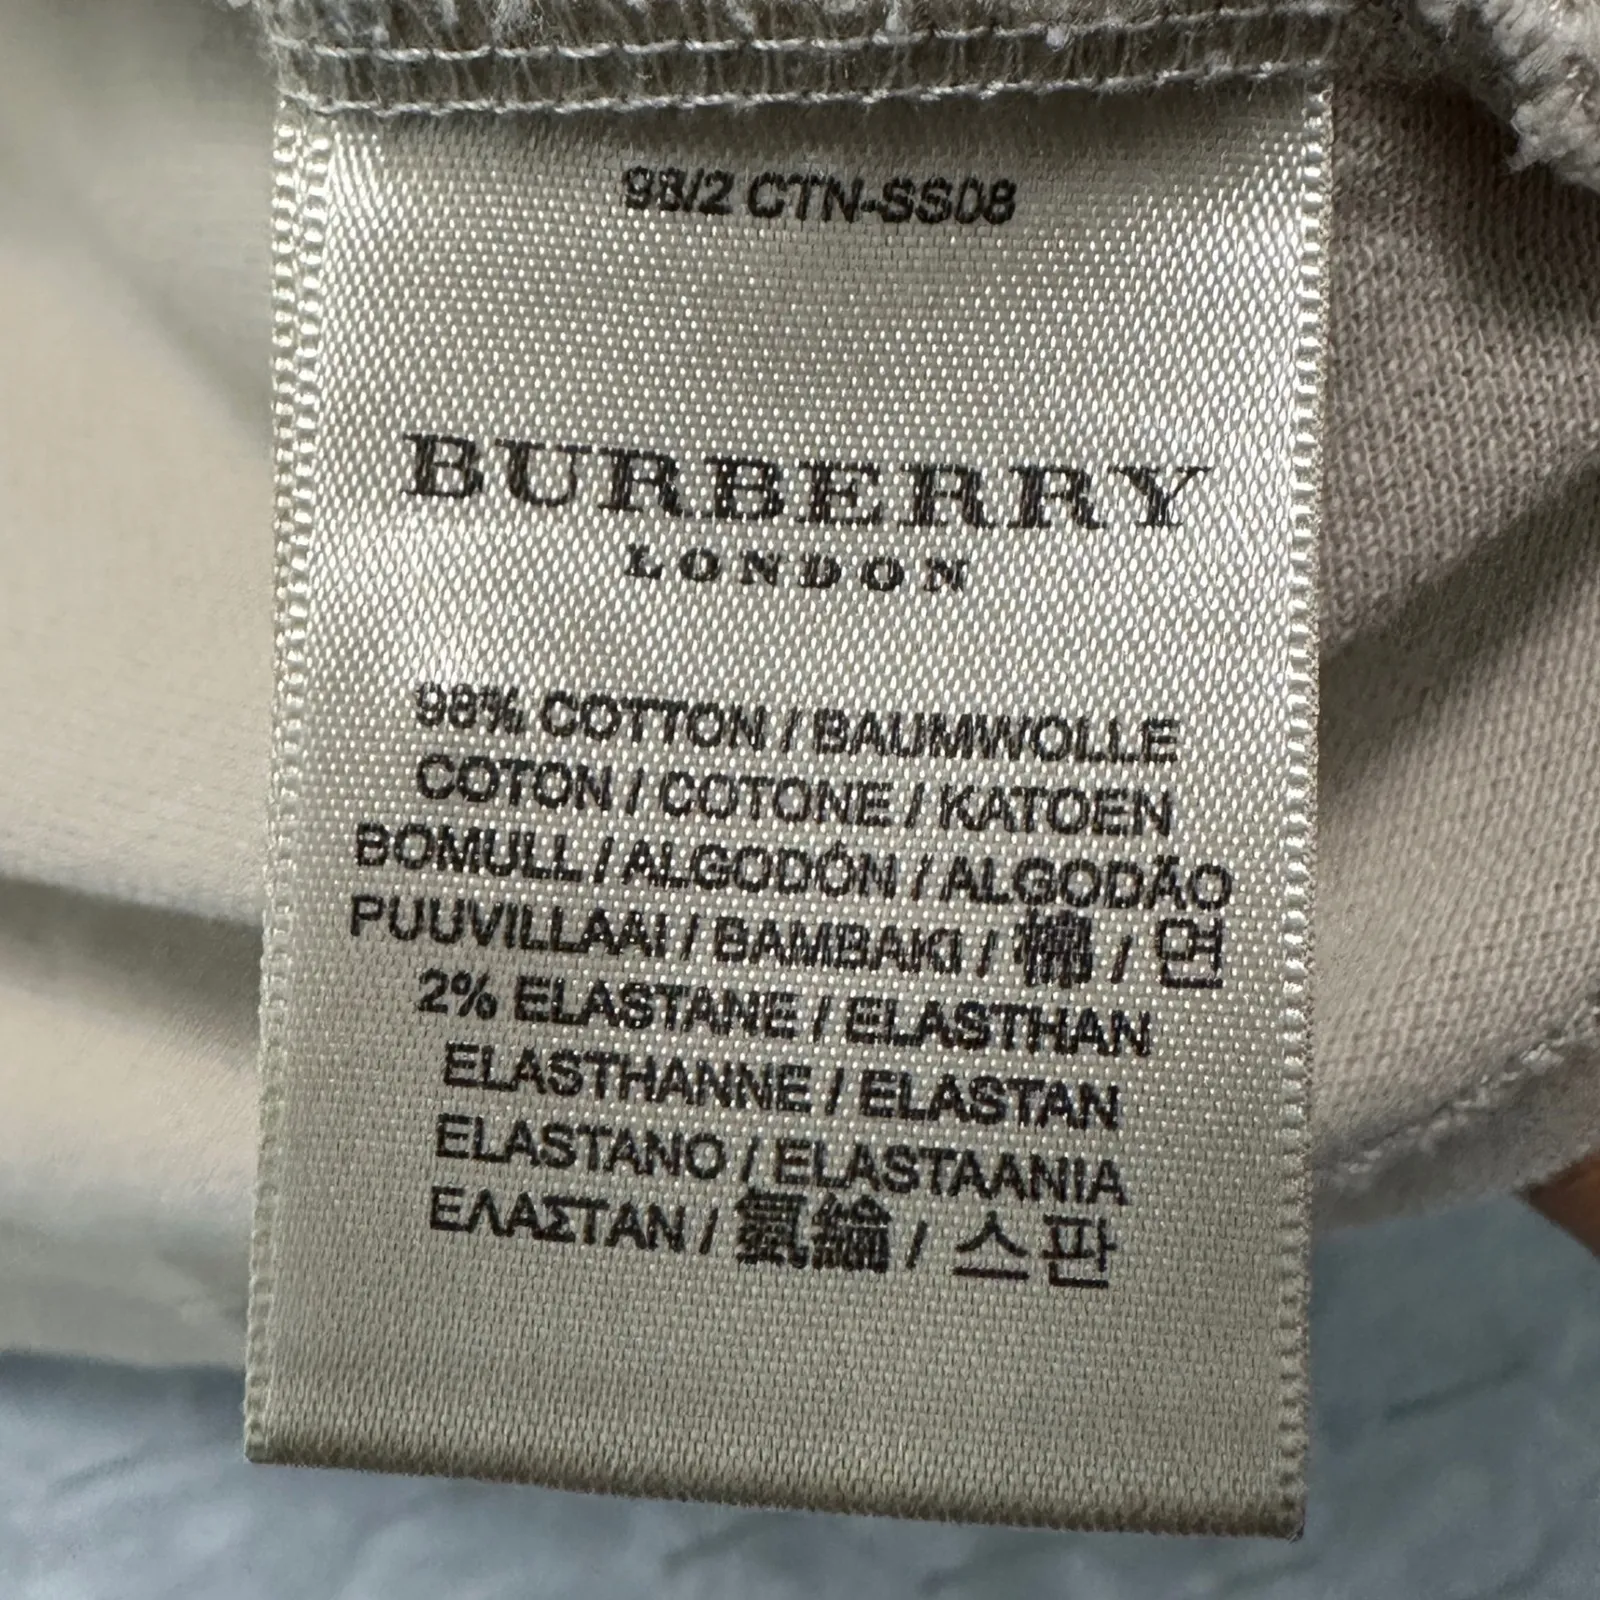 98/2 CTN-SS08
BURBERRY
LONDON
98% COTTON / BAUMWOLLE
COTON / COTONE / KATOEN
BOMULL / ALGODÓN / ALGODÃO
PUUVILLAAI / BAMBAKI / 棉 / 면
2% ELASTANE / ELASTHAN
ELASTHANNE / ELASTAN
ELASTANO / ELASTAANIA
ΕΛΑΣΤΑΝ / 氨綸 / 스판